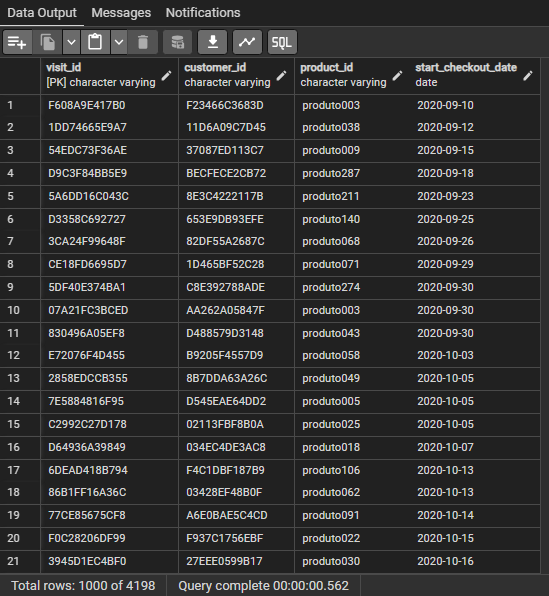 Data Output Messages Notifications
SQL
visit_id customer_id product_id start_checkout_date
[PK] character varying character varying character varying date
1 F608A9E417B0 F23466C3683D produto003 2020-09-10
2 1DD74665E9A7 11D6A09C7D45 produto038 2020-09-12
3 54EDC73F36AE 37087ED113C7 produto009 2020-09-15
4 D9C3F84BB5E9 BECFECE2CB72 produto287 2020-09-18
5 5A6DD16C043C 8E3C4222117B produto211 2020-09-23
6 D3358C692727 653E9DB93EFE produto140 2020-09-25
7 3CA24F99648F 82DF55A2687C produto068 2020-09-26
8 CE18FD6695D7 1D465BF52C28 produto071 2020-09-29
9 5DF40E374BA1 C8E392788ADE produto274 2020-09-30
10 07A21FC3BCED AA262A05847F produto003 2020-09-30
11 830496A05EF8 D488579D3148 produto043 2020-09-30
12 E72076F4D455 B9205F4557D9 produto058 2020-10-03
13 2858EDCCB355 8B7DDA63A26C produto049 2020-10-05
14 7E5884816F95 D545EAE64DD2 produto005 2020-10-05
15 C2992C27D178 02113FBF8B0A produto025 2020-10-05
16 D64936A39849 034EC4DE3AC8 produto018 2020-10-07
17 6DEAD418B794 F4C1DBF187B9 produto106 2020-10-13
18 86B1FF16A36C 03428EF48B0F produto062 2020-10-13
19 77CE85675CF8 A6E0BAE5C4CD produto091 2020-10-14
20 F0C28206DF99 F937C1756EBF produto022 2020-10-15
21 3945D1EC4BF0 27EEE0599B17 produto030 2020-10-16
Total rows: 1000 of 4198 Query complete 00:00:00.562